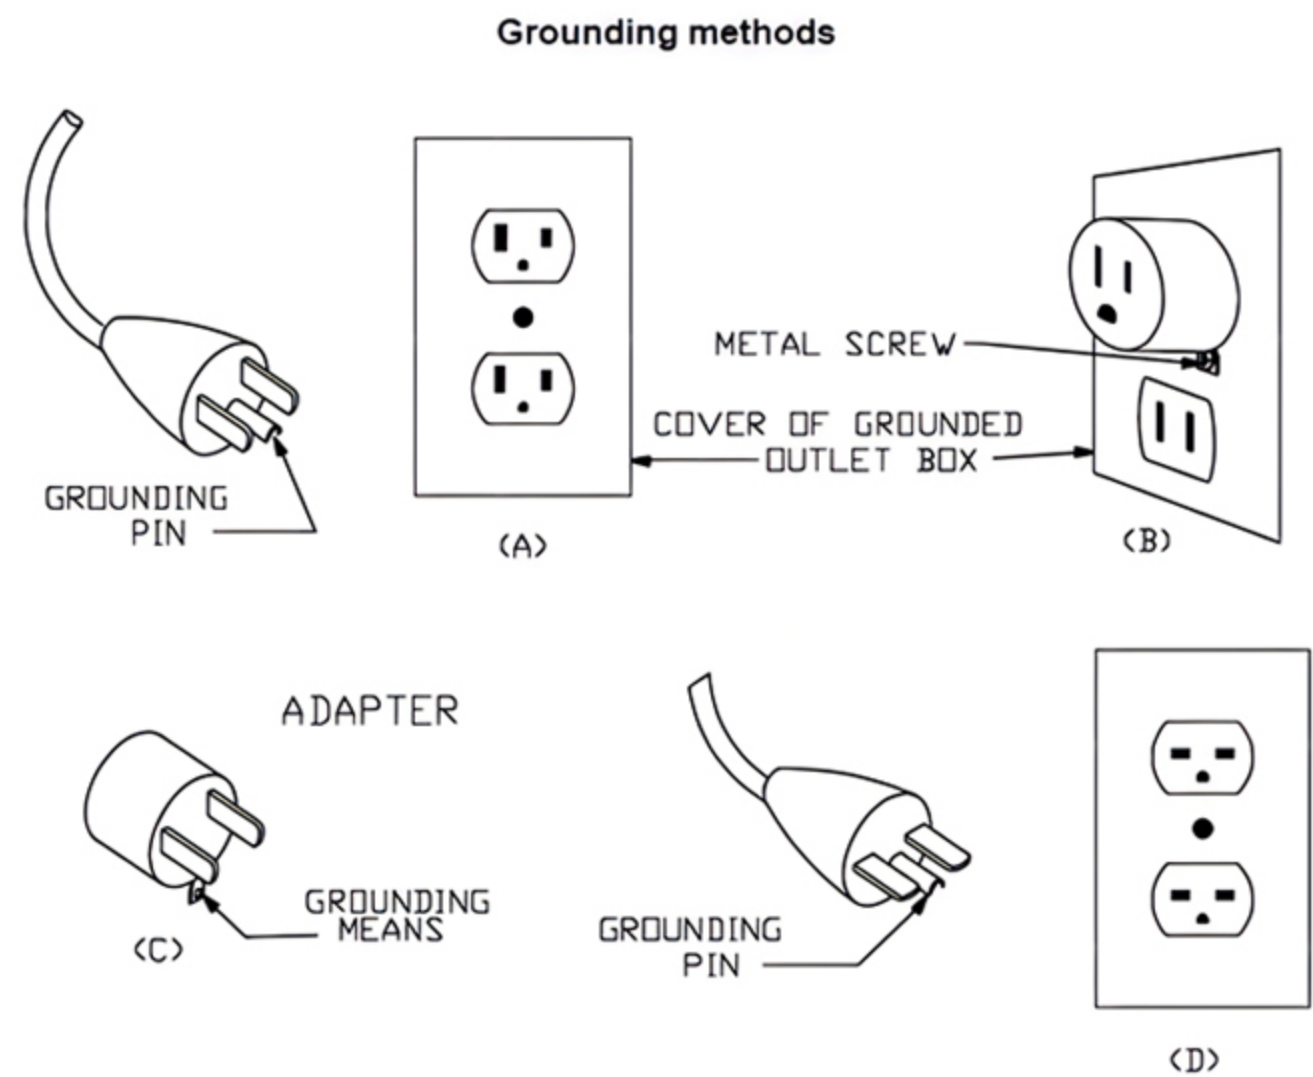 Grounding methods
METAL SCREW
COVER OF GROUNDED
OUTLET BOX
GROUNDING
PIN
(A)
(B)
ADAPTER
GROUNDING
MEANS
(C)
GROUNDING
PIN
(D)